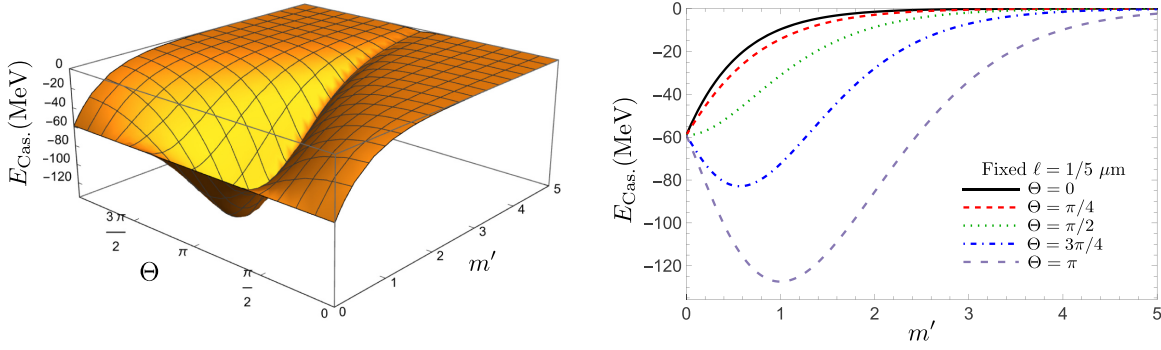 E_Cas.(MeV)
0
−20
−40
−60
−80
−100
−120
3π/2
π
π/2
0
Θ
0
1
2
3
4
5
m′
E_Cas.(MeV)
0
−20
−40
−60
−80
−100
−120
Fixed ℓ = 1/5 μm
Θ = 0
Θ = π/4
Θ = π/2
Θ = 3π/4
Θ = π
0 1 2 3 4 5
m′